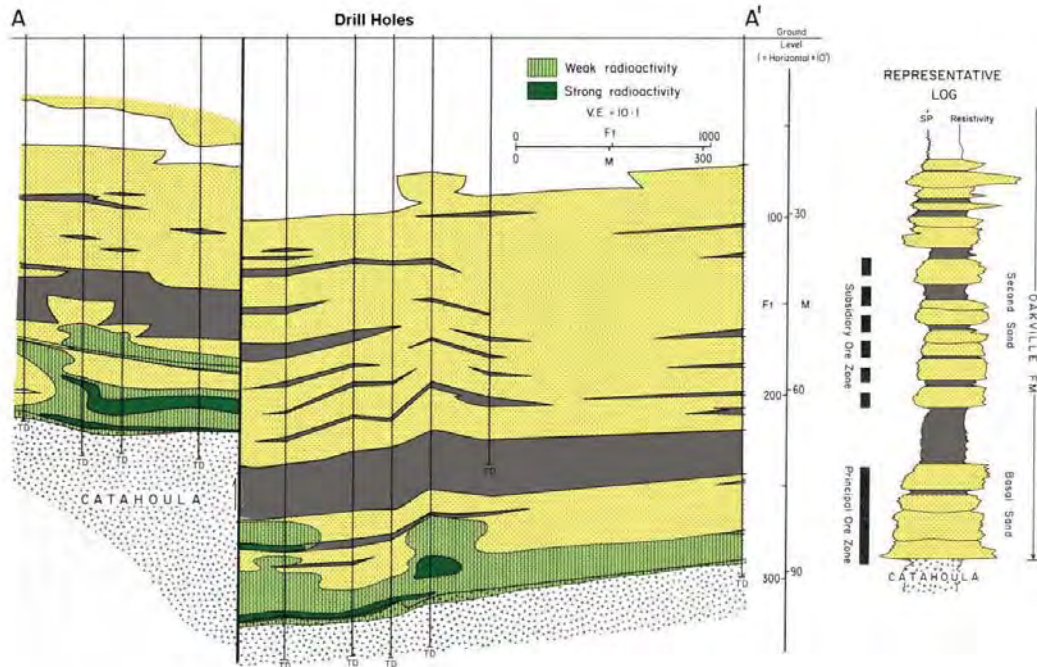 A
Drill Holes
A'
Ground
Level
(1= Horizontal × 10')
Weak radioactivity
Strong radioactivity
V.E. = 10:1
Ft
0 1000
0 300
M
REPRESENTATIVE
LOG
SP Resistivity
100 30
Ft M
200 60
300 90
CATAHOULA
TD
TD
TD
TD
TD
TD
TD
TD
TD
TD
Subsidiary Ore Zone
Principal Ore Zone
Second Sand
Basal Sand
OAKVILLE FM
CATAHOULA